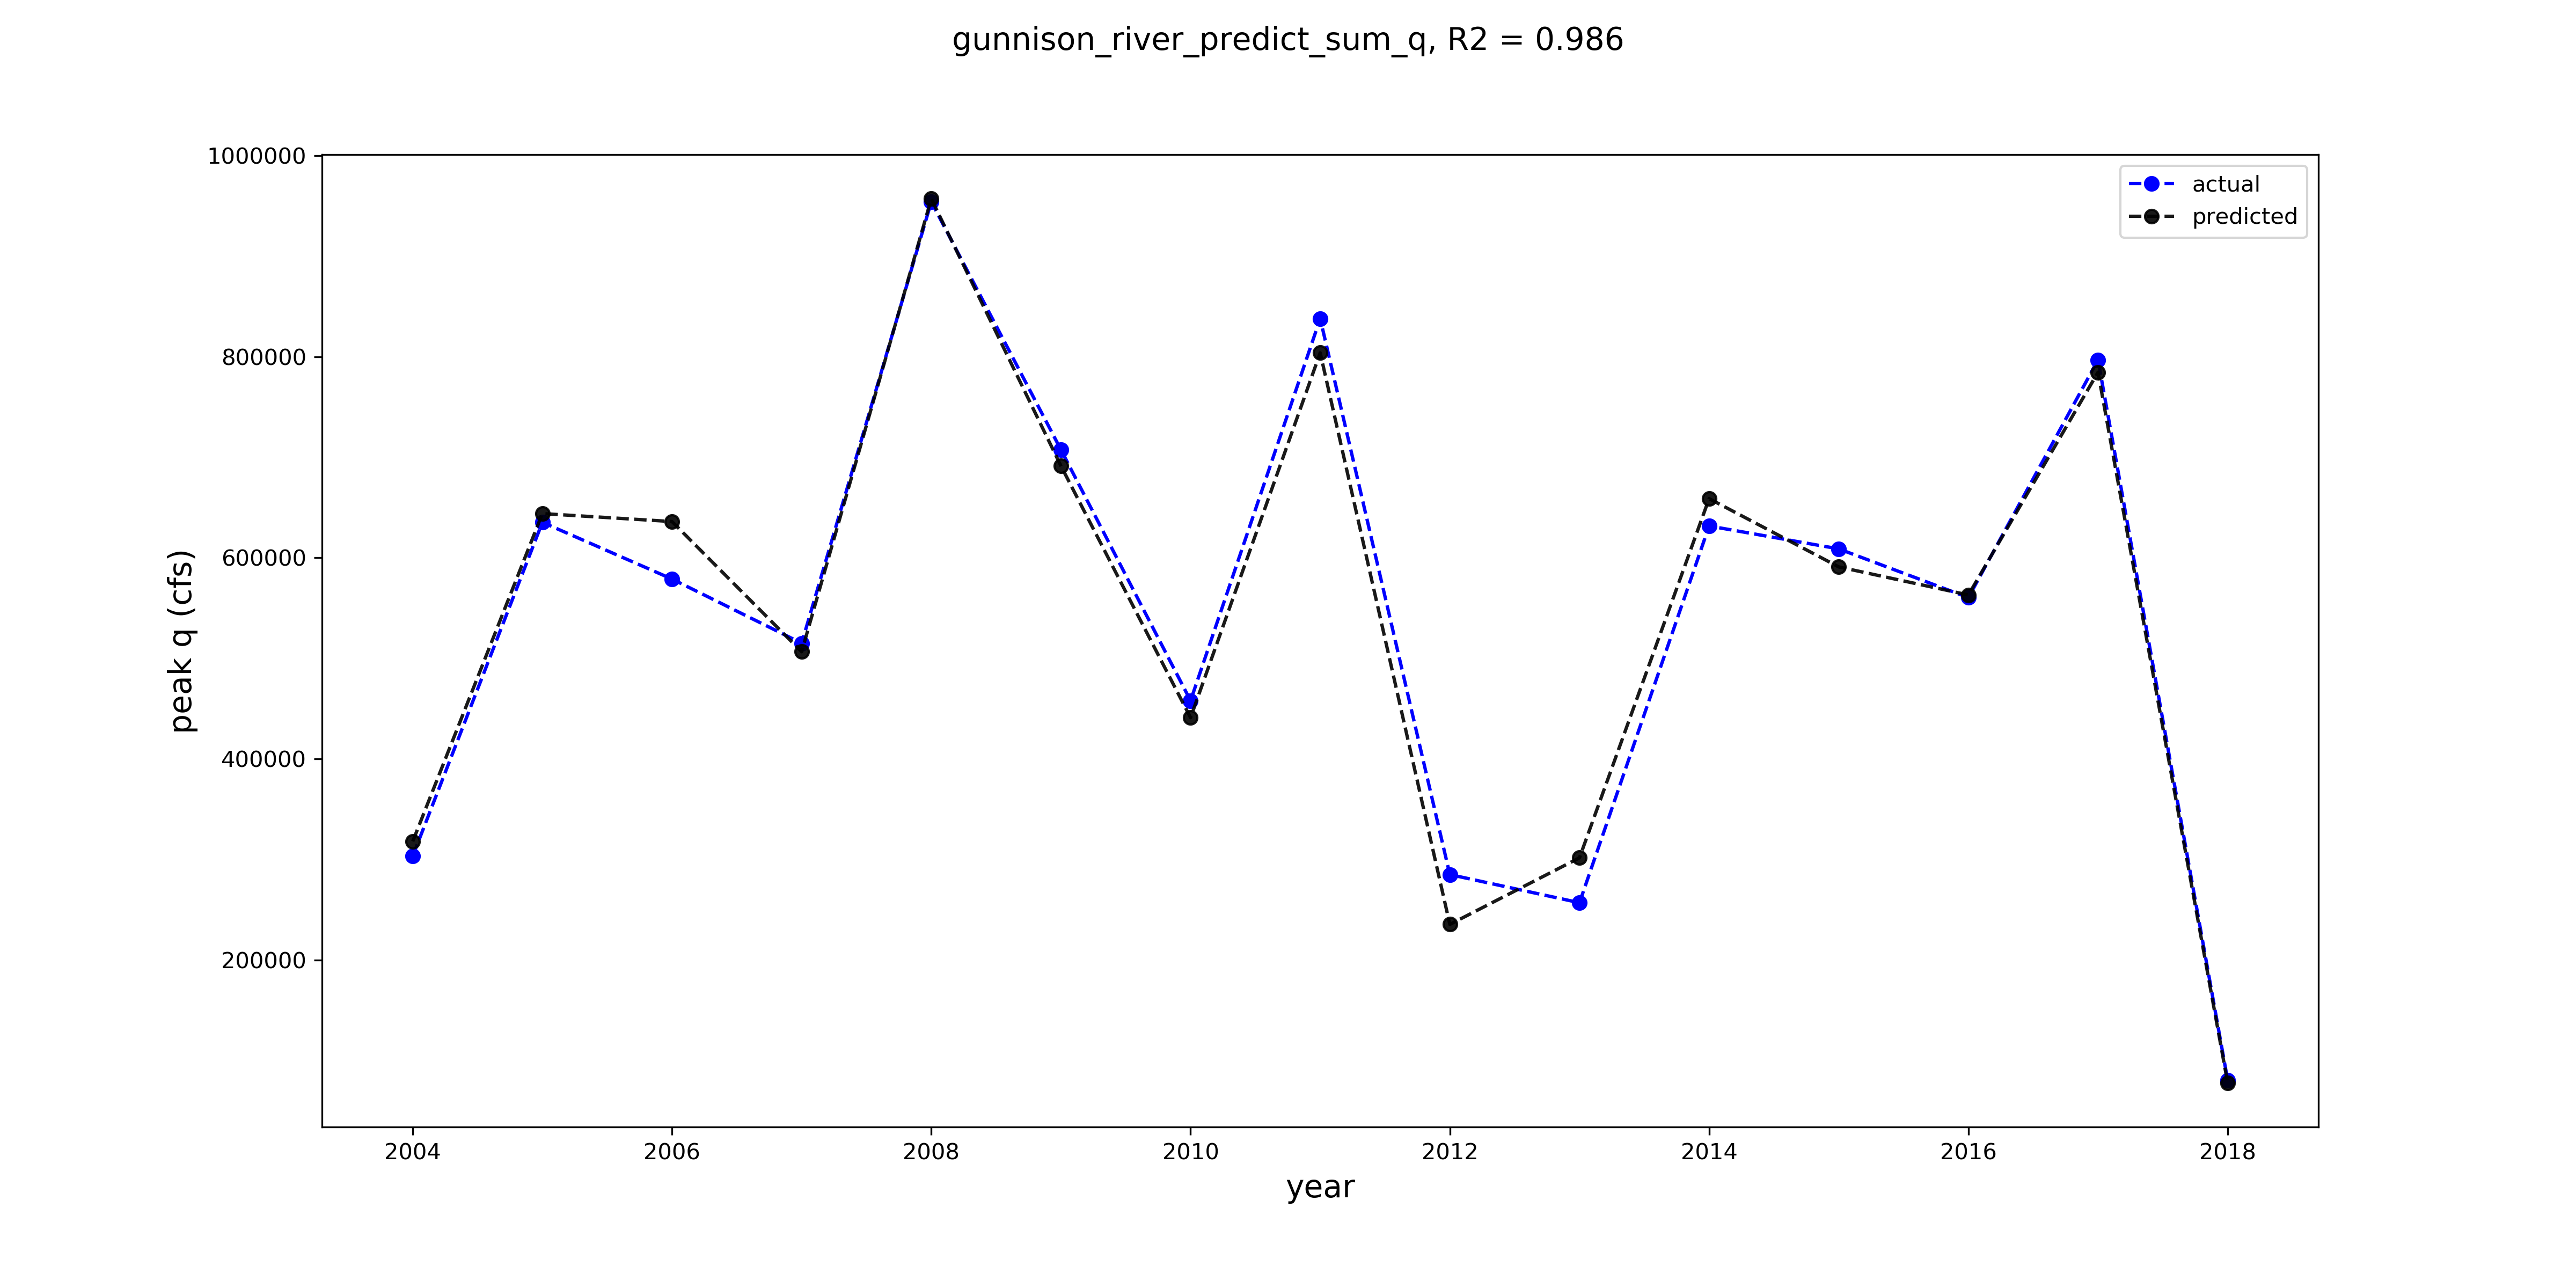 gunnison_river_predict_sum_q, R2 = 0.986
1000000
800000
600000
400000
200000
peak q (cfs)
actual
predicted
2004 2006 2008 2010 2012 2014 2016 2018
year